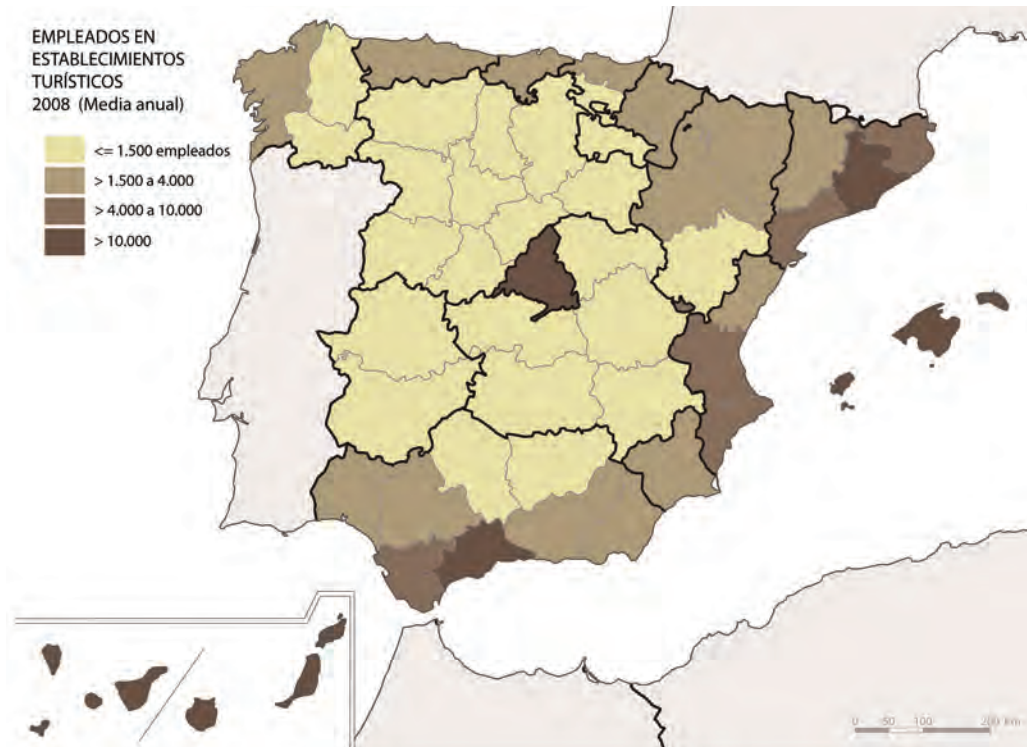 EMPLEADOS EN
ESTABLECIMIENTOS
TURÍSTICOS
2008 (Media anual)
<= 1.500 empleados
> 1.500 a 4.000
> 4.000 a 10.000
> 10.000
0 50 100 200 Km